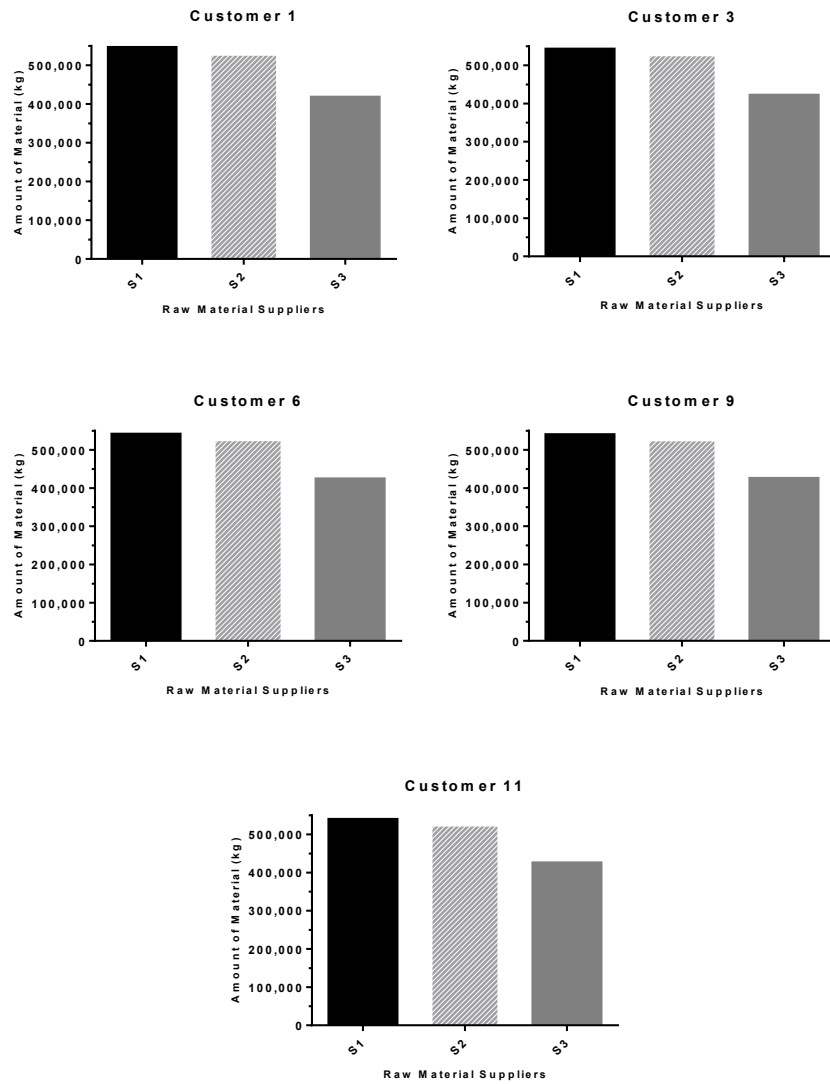 Customer 1
Amount of Material (kg)
500,000
400,000
300,000
200,000
100,000
0
S1
S2
S3
Raw Material Suppliers
Customer 3
Amount of Material (kg)
500,000
400,000
300,000
200,000
100,000
0
S1
S2
S3
Raw Material Suppliers
Customer 6
Amount of Material (kg)
500,000
400,000
300,000
200,000
100,000
0
S1
S2
S3
Raw Material Suppliers
Customer 9
Amount of Material (kg)
500,000
400,000
300,000
200,000
100,000
0
S1
S2
S3
Raw Material Suppliers
Customer 11
Amount of Material (kg)
500,000
400,000
300,000
200,000
100,000
0
S1
S2
S3
Raw Material Suppliers